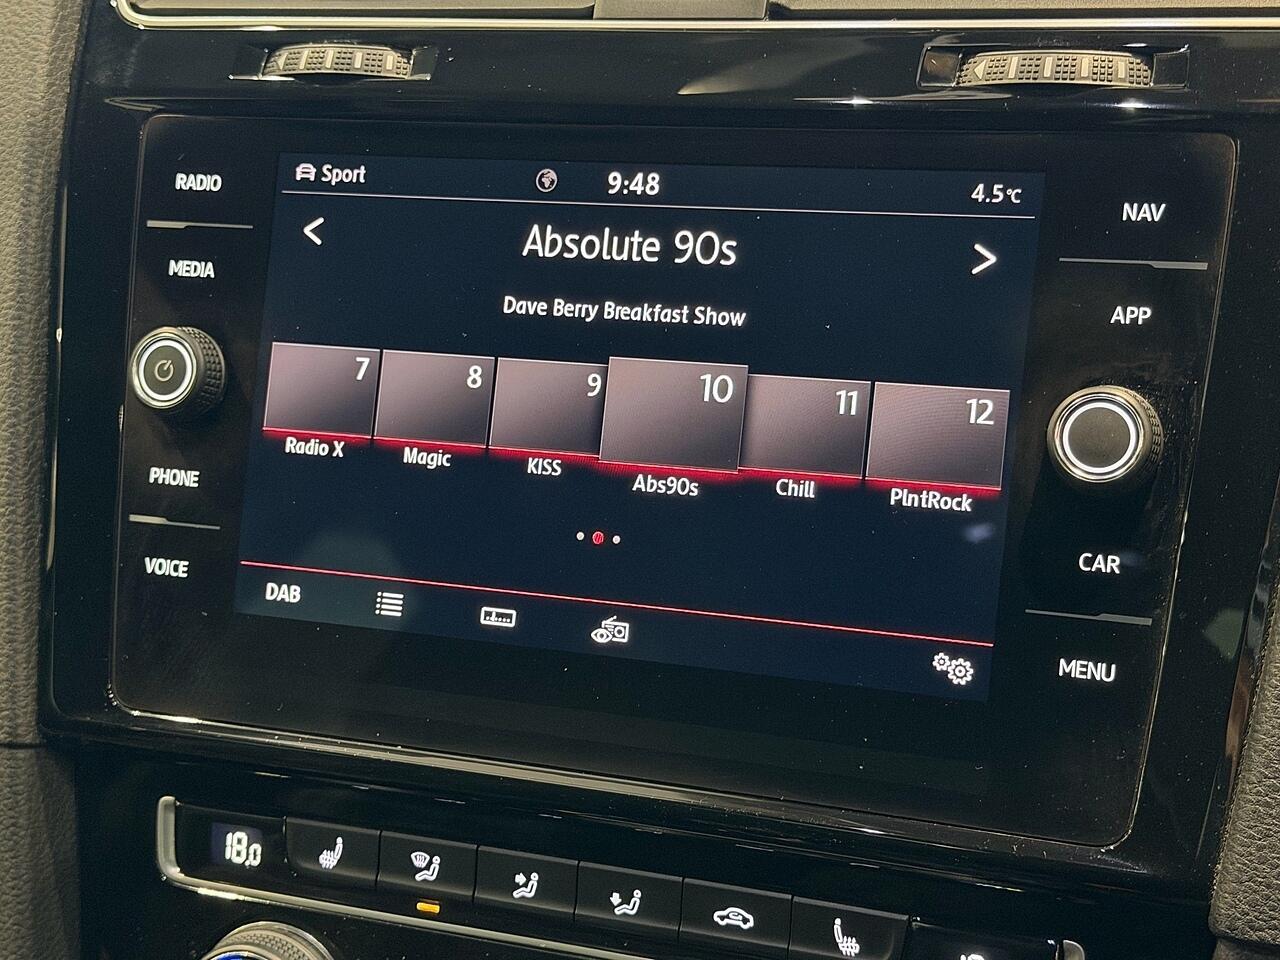 RADIO
MEDIA
PHONE
VOICE
Sport
9:48
4.5°C
Absolute 90s
Dave Berry Breakfast Show
7
8
9
10
11
12
Radio X
Magic
KISS
Abs90s
Chill
PlntRock
DAB
NAV
APP
CAR
MENU
18.0